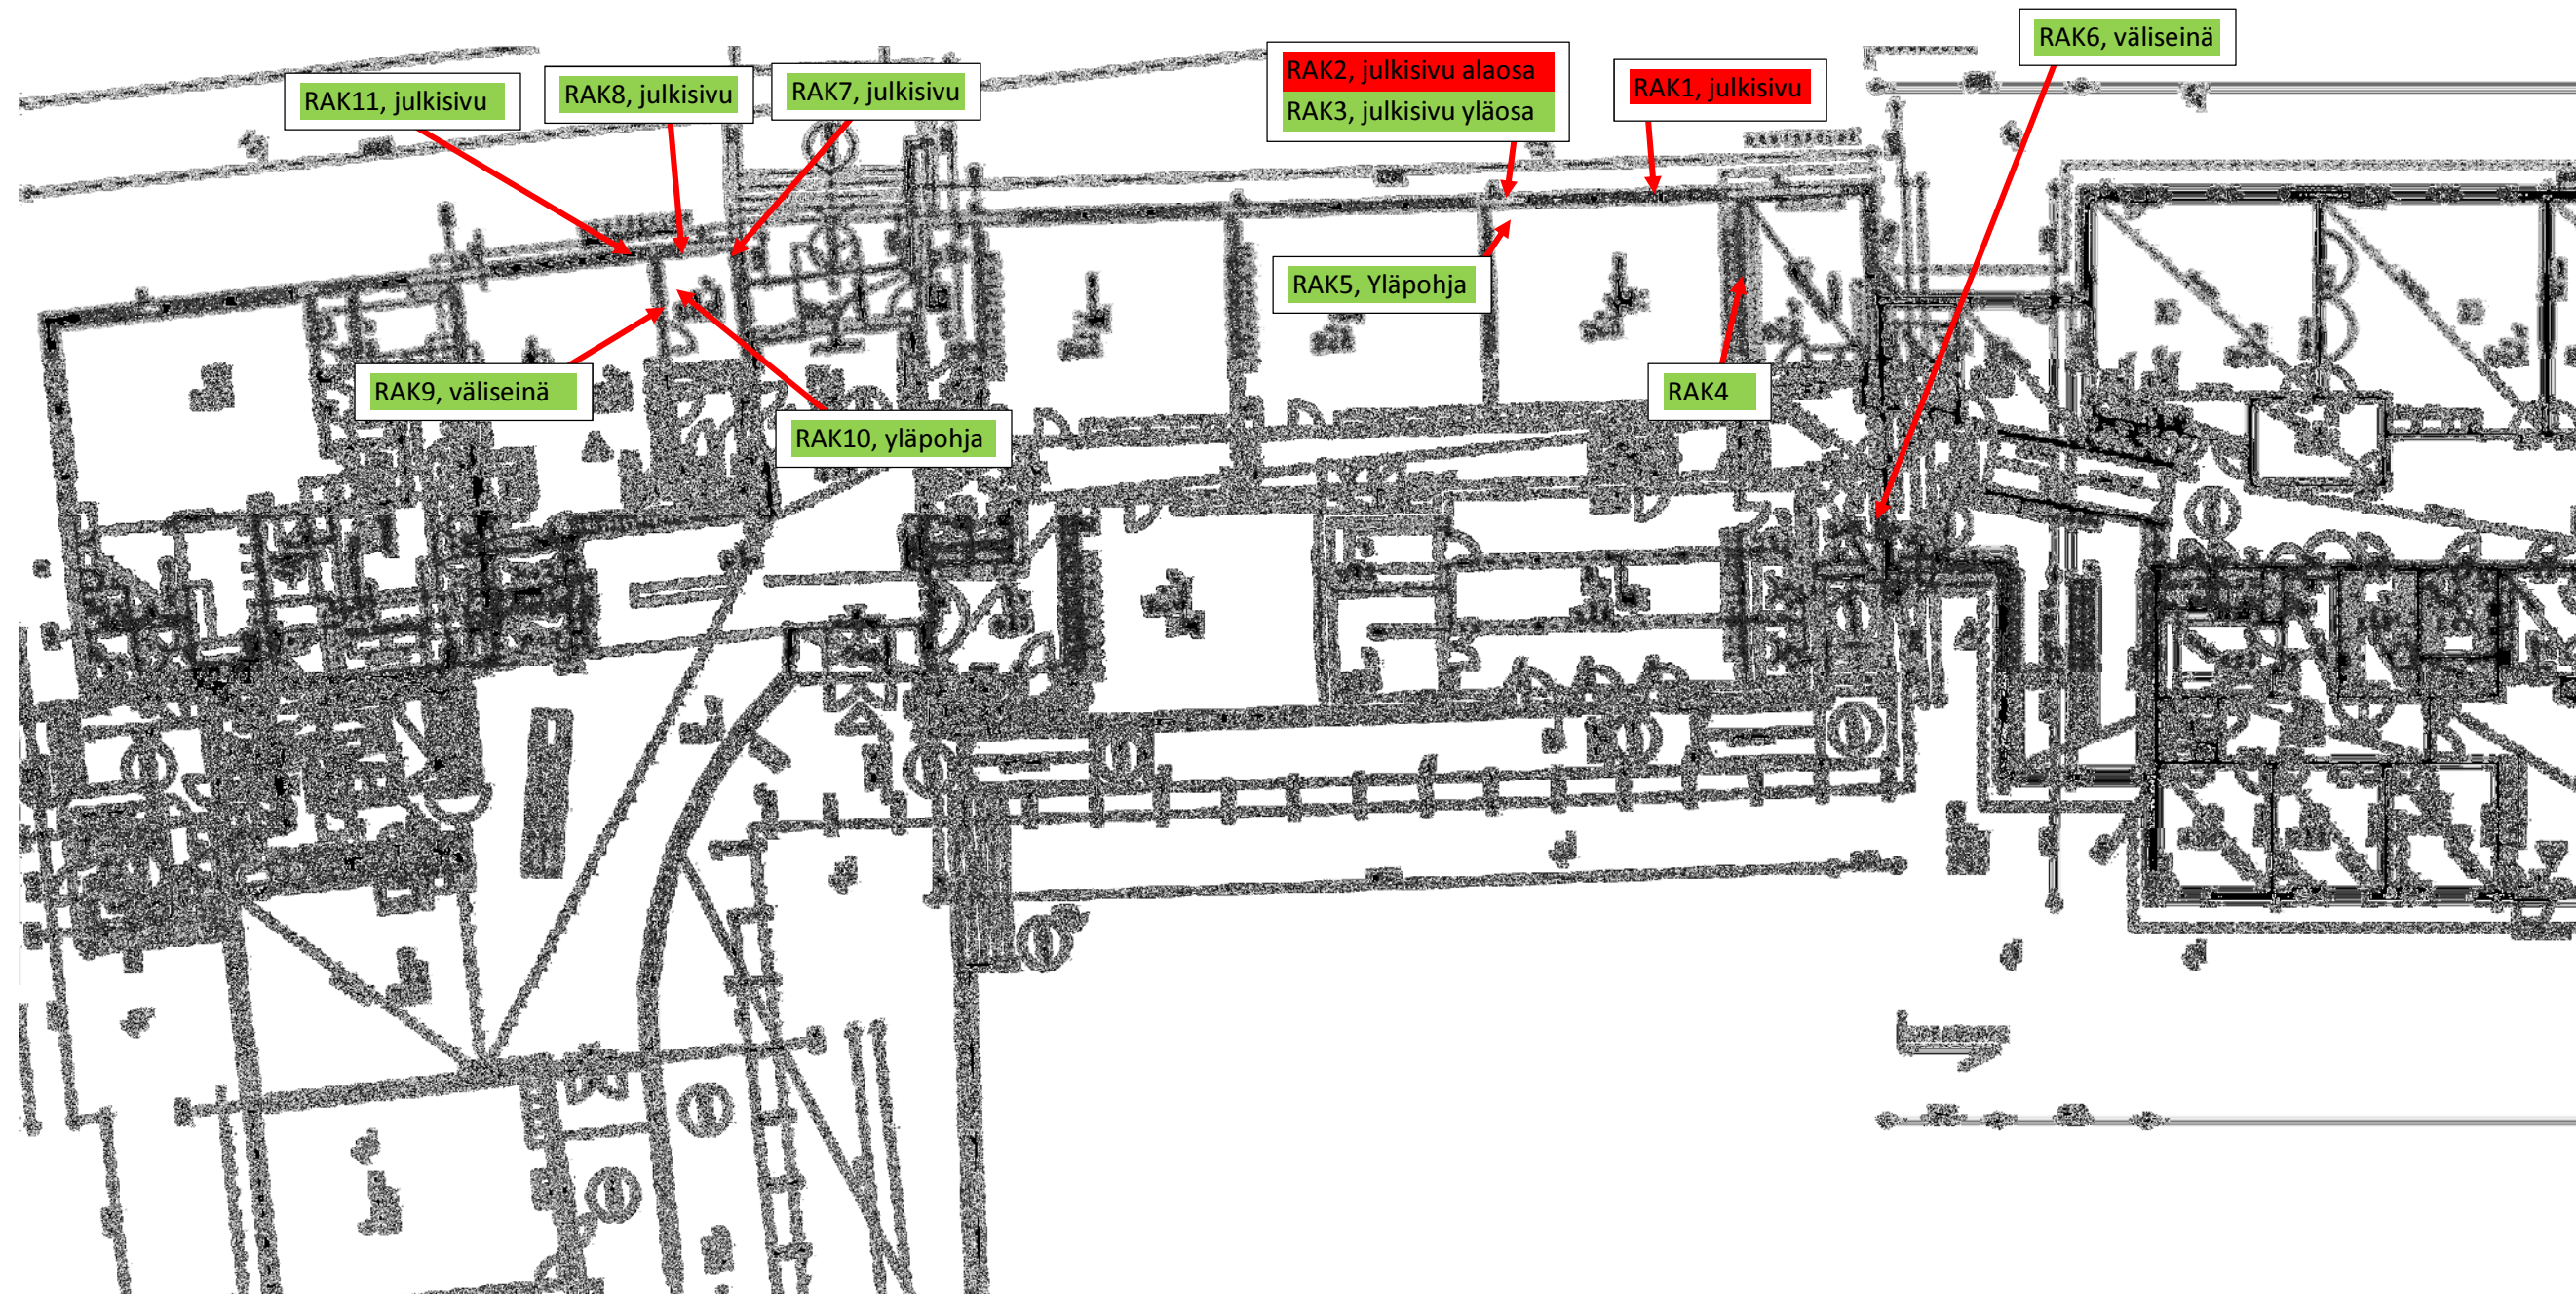 RAK6, väliseinä
RAK2, julkisivu alaosa
RAK3, julkisivu yläosa
RAK1, julkisivu
RAK11, julkisivu
RAK8, julkisivu
RAK7, julkisivu
RAK5, Yläpohja
RAK9, väliseinä
RAK4
RAK10, yläpohja